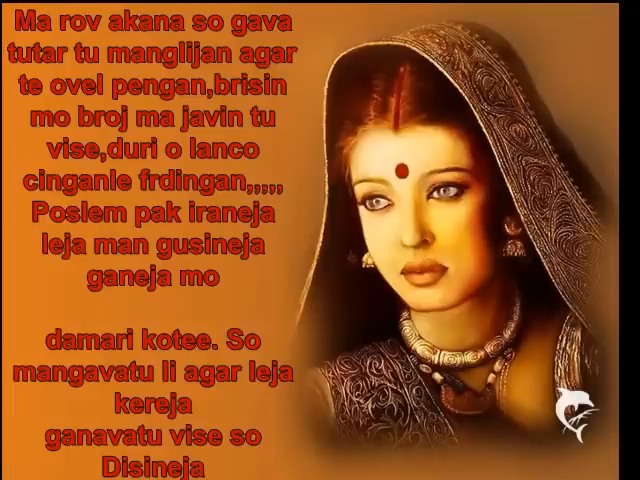 Ma rov akana so gava
tutar tu manglijan agar
te ovel pengan,brisin
mo broj ma javin tu
vise,duri o lanco
cinganle frdingan,,,,,
Poslem pak iraneja
leja man gusineja
ganeja mo
damari kotee. So
mangavatu li agar leja
kereja
ganavatu vise so
Disineja